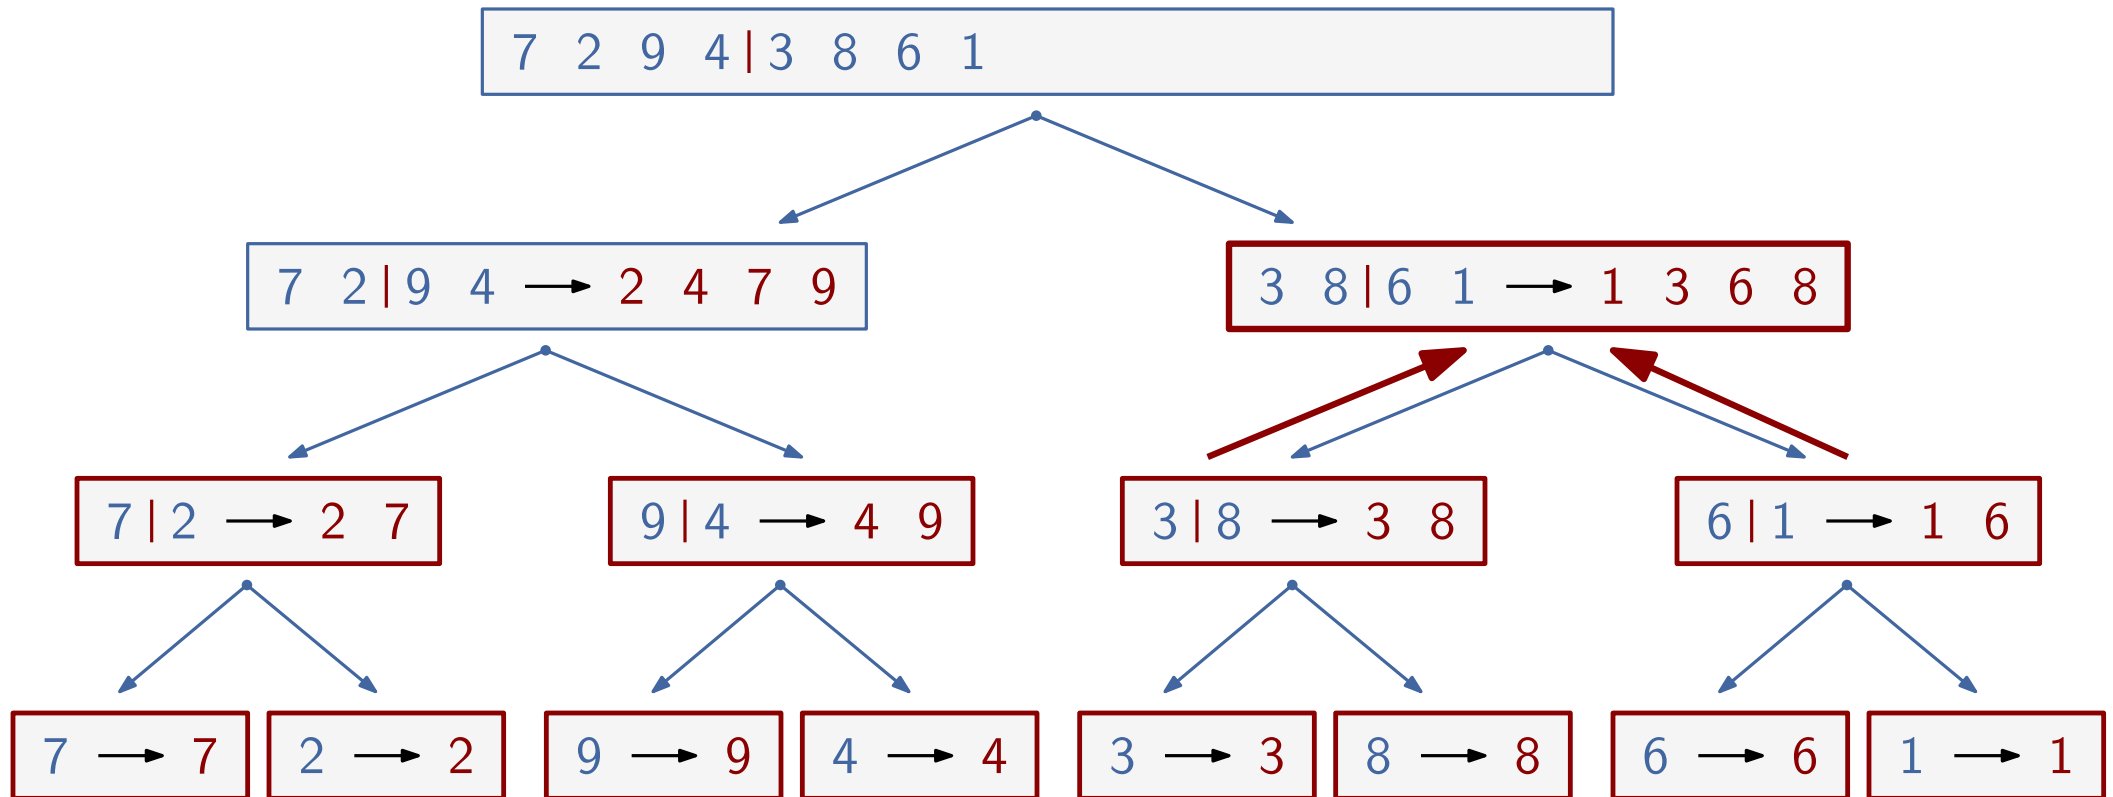 7 2 9 4|3 8 6 1
7 2|9 4 → 2 4 7 9
3 8|6 1 → 1 3 6 8
7|2 → 2 7
9|4 → 4 9
3|8 → 3 8
6|1 → 1 6
7 → 7
2 → 2
9 → 9
4 → 4
3 → 3
8 → 8
6 → 6
1 → 1